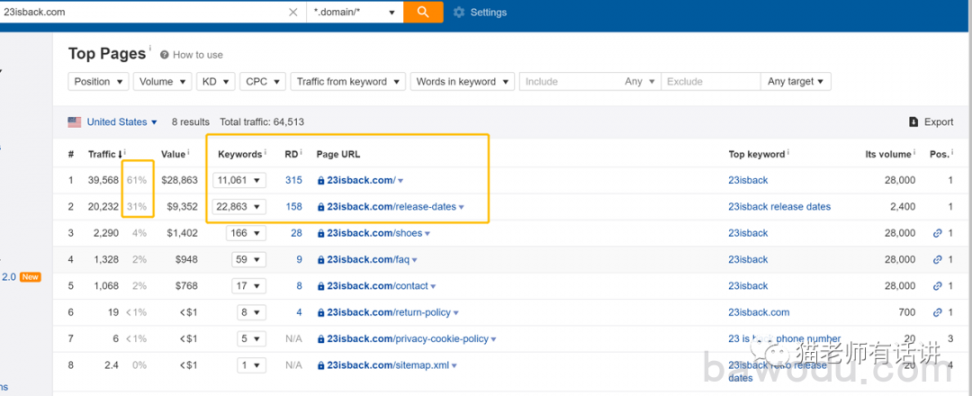 23isback.com × *.domain/* Settings
Top Pages How to use
Position Volume KD CPC Traffic from keyword Words in keyword Include Any Exclude Any target
United States 8 results Total traffic: 64,513 Export
# Traffic Value Keywords RD Page URL Top keyword Its volume Pos.
1 39,568 61% $28,863 11,061 315 23isback.com/ 23isback 28,000 1
2 20,232 31% $9,352 22,863 158 23isback.com/release-dates 23isback release dates 2,400 1
3 2,290 4% $1,402 166 28 23isback.com/shoes 23isback 28,000 1
4 1,328 2% $948 59 9 23isback.com/faq 23isback 28,000 1
5 1,068 2% $768 17 8 23isback.com/contact 23isback 28,000 1
2.0 New
6 19 <1% <$1 8 4 23isback.com/return-policy 23isback.com 700 1
7 6 <1% <$1 5 N/A 23isback.com/privacy-cookie-policy 23 is phone number 20 3
猫老师有话讲
8 2.4 0% <$1 1 N/A 23isback.com/sitemap.xml 23isback release 20 4
dates
bawodu.com
ns